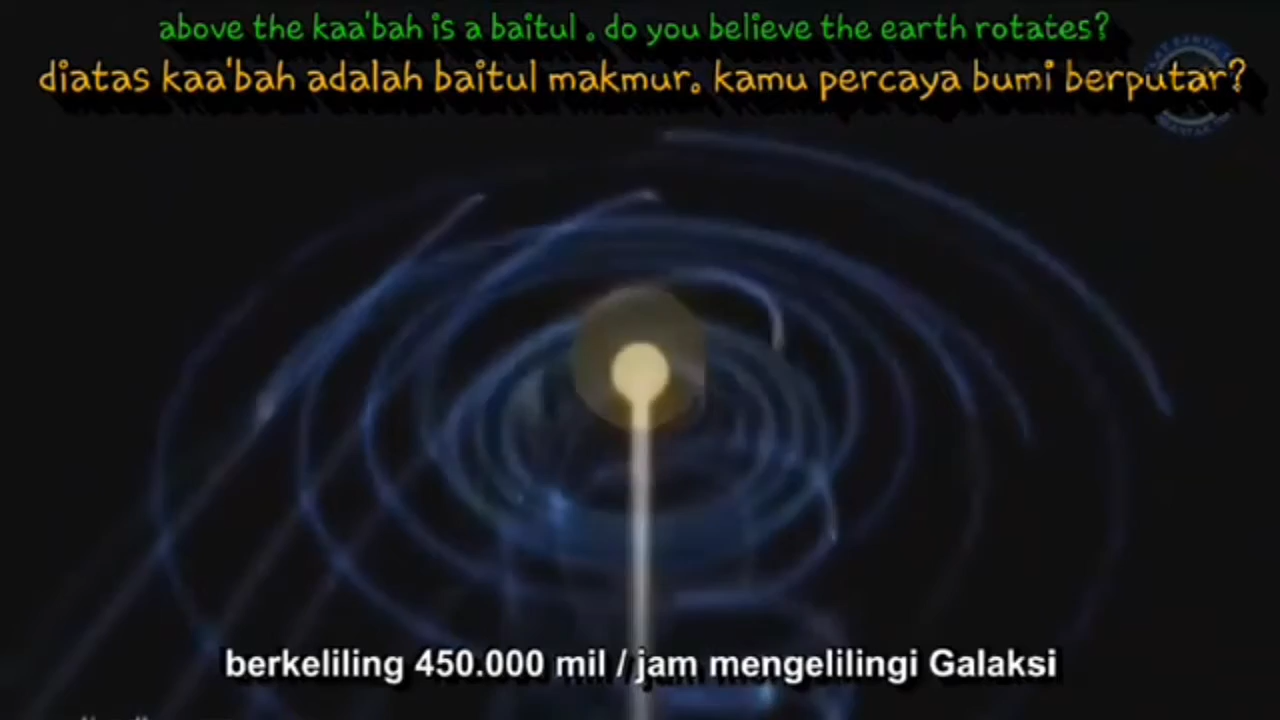 above the kaa'bah is a baitul . do you believe the earth rotates?
diatas kaa'bah adalah baitul makmur. kamu percaya bumi berputar?
berkeliling 450.000 mil / jam mengelilingi Galaksi